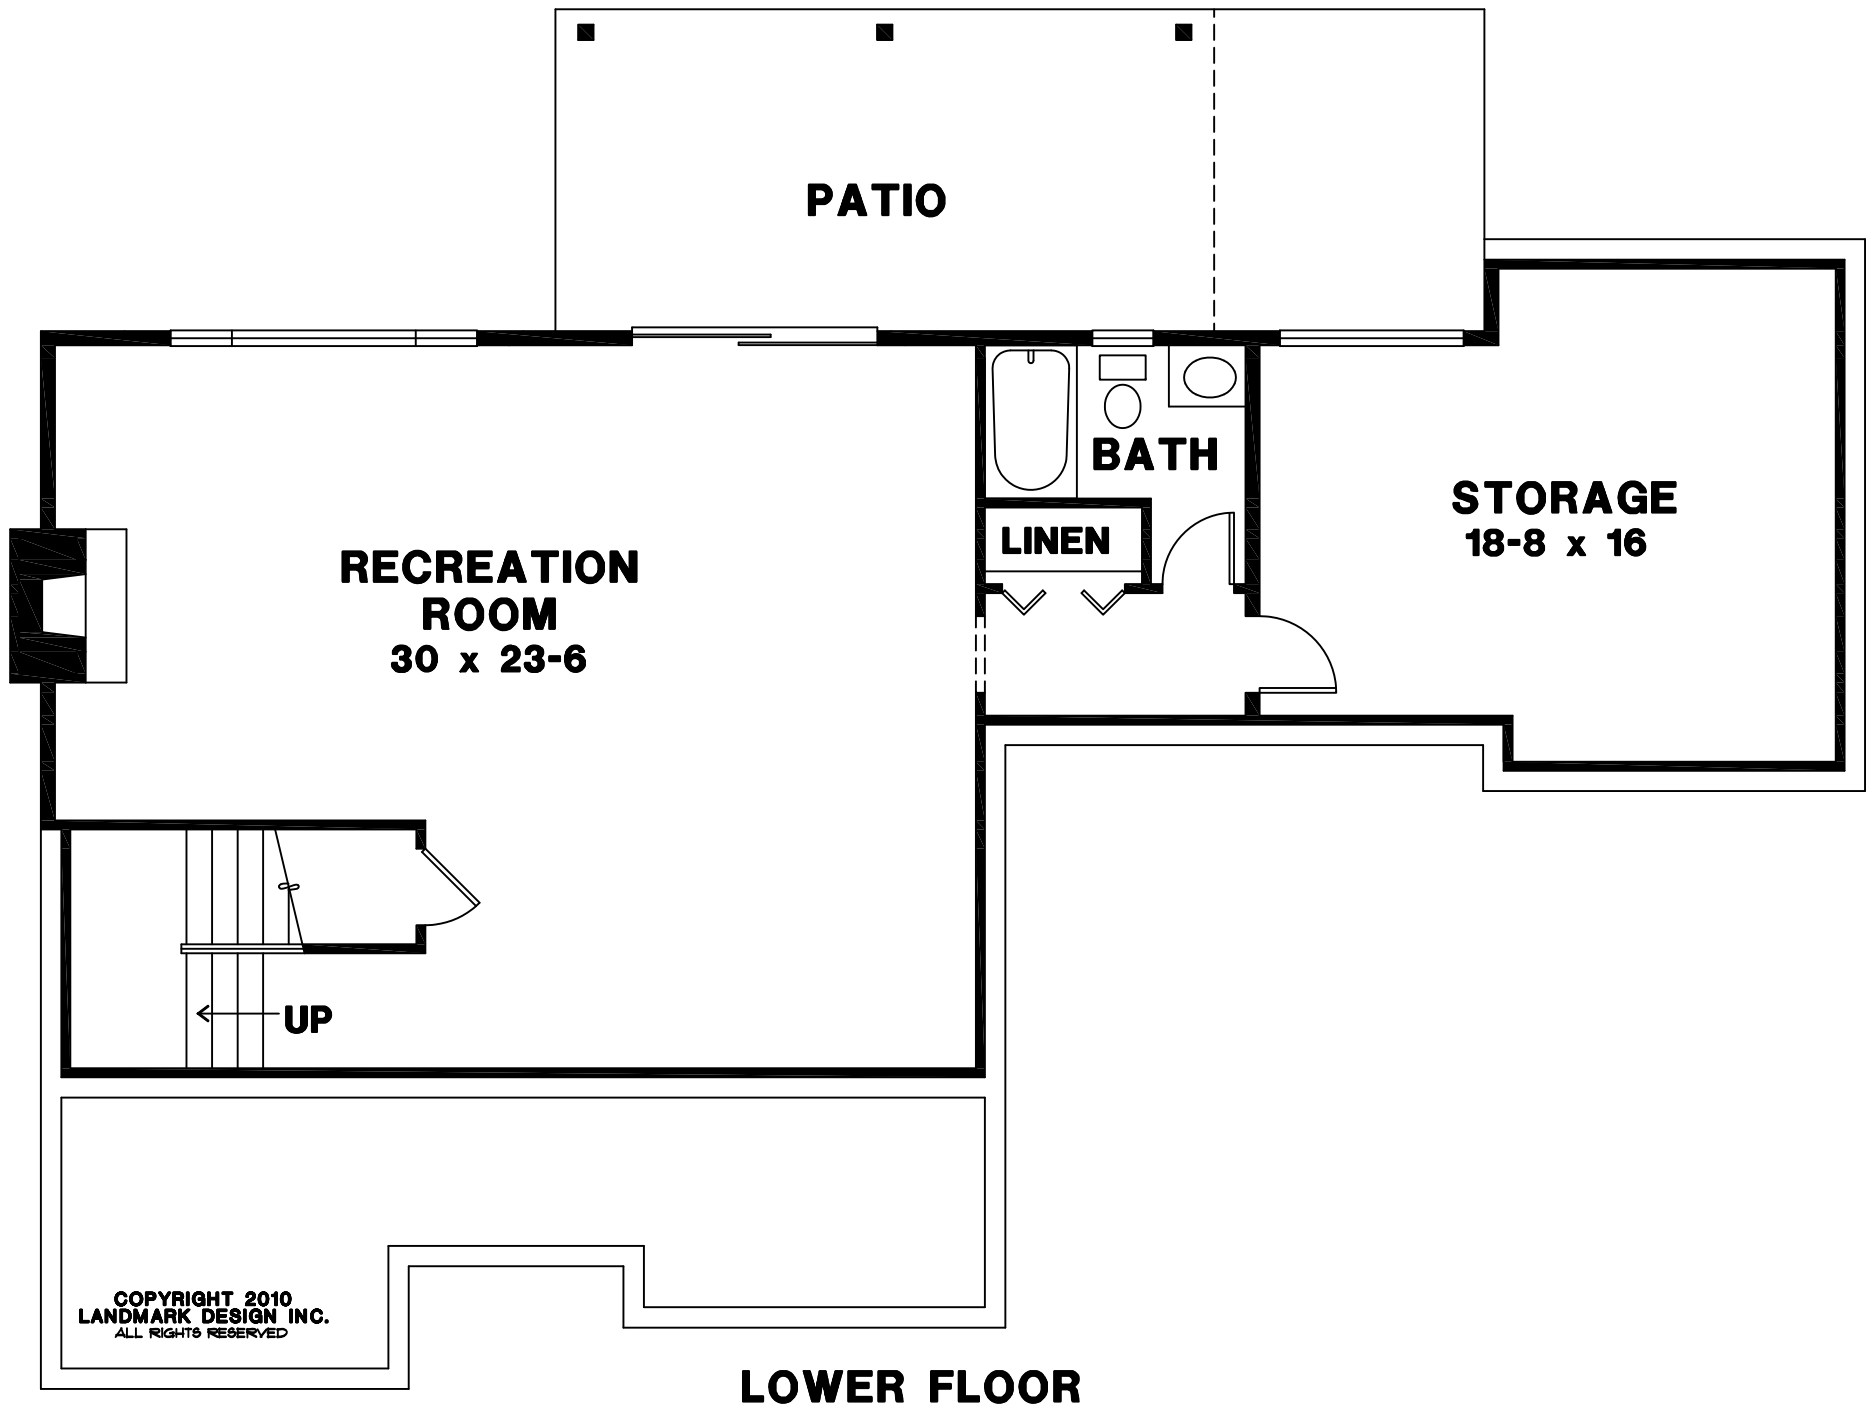 PATIO
BATH
STORAGE
18-8 x 16
LINEN
RECREATION
ROOM
30 x 23-6
UP
COPYRIGHT 2010
LANDMARK DESIGN INC.
ALL RIGHTS RESERVED
LOWER FLOOR